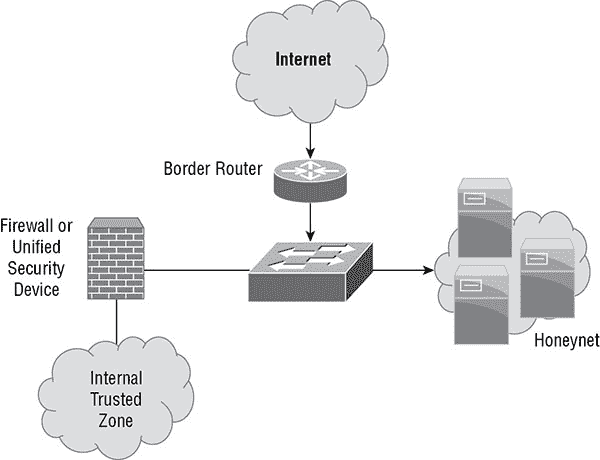 Internet
Border Router
Firewall or
Unified
Security
Device
Honeynet
Internal
Trusted
Zone